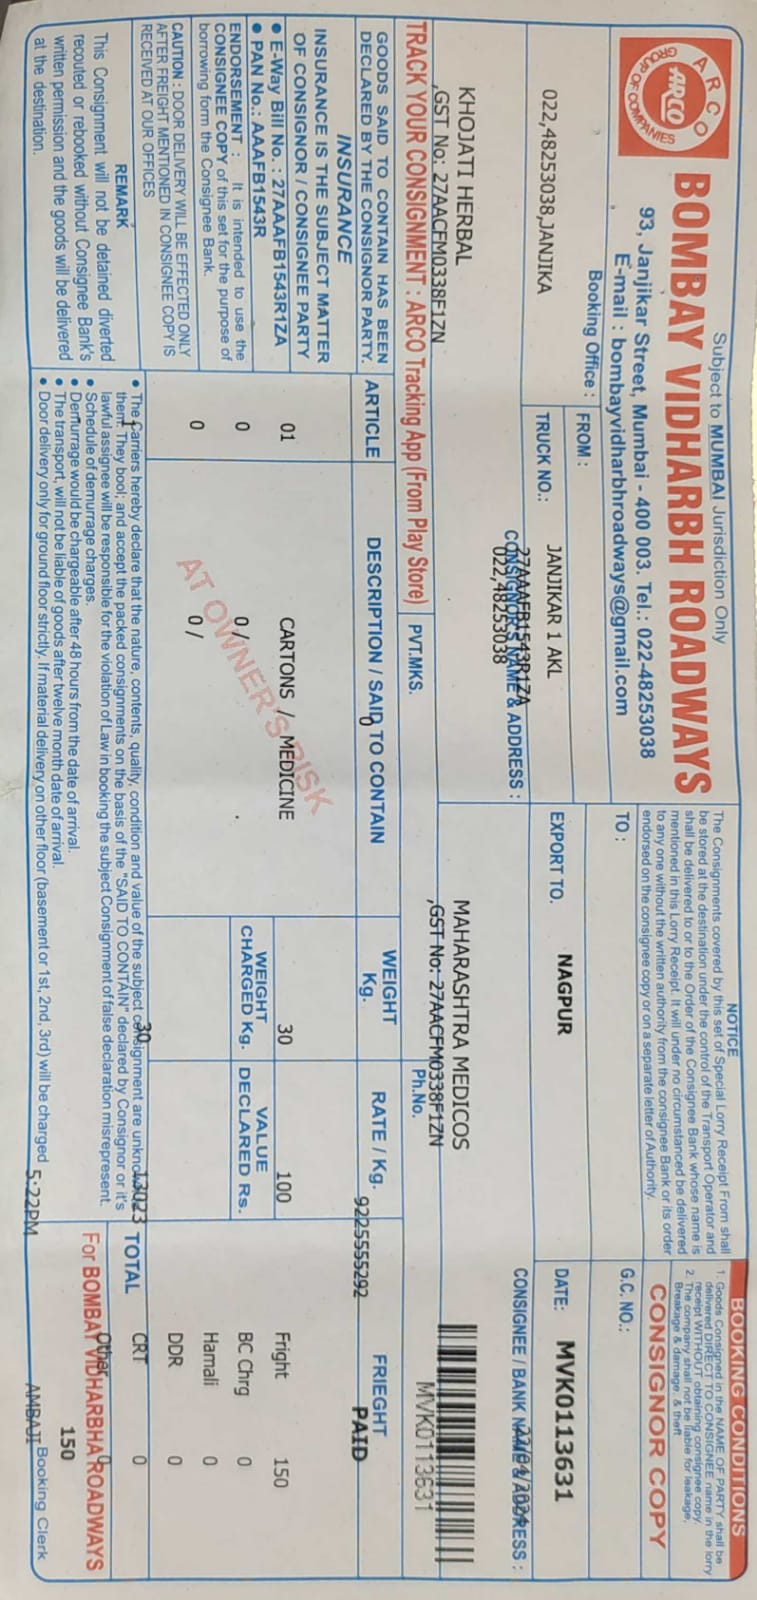 Subject to MUMBAI Jurisdiction Only
ARCO
ARCO
GROUP OF COMPANIES
BOMBAY VIDHARBH ROADWAYS
93, Janjikar Street, Mumbai - 400 003. Tel.: 022-48253038
E-mail : bombayvidharbhroadways@gmail.com
NOTICE
The Consignments covered by this set of Special Lorry Receipt From shall
be stored at the destination under the control of the Transport Operator and
shall be delivered to or to the Order of the Consignee Bank whose name is
mentioned in this Lorry Receipt. It will under no circumstanced be delivered
to any one without the written authority from the consignee Bank or its order
endorsed on the consignee copy or on a separate letter of Authority.
BOOKING CONDITIONS
1. Goods Consigned in the NAME OF PARTY shall be
delivered DIRECT TO CONSIGNEE name in the lorry
receipt WITHOUT obtaining consignee copy.
2. The company shall not be liable for leakage,
Breakage & damage. & theft
CONSIGNOR COPY
Booking Office :
FROM :
TO :
G.C. NO.:
022,48253038,JANJIKA
TRUCK NO.:
JANJIKAR 1 AKL
EXPORT TO.
NAGPUR
DATE:
MVK0113631
27AAAFB1543R1ZA
CONSIGNOR'S NAME & ADDRESS :
022,48253038
CONSIGNEE / BANK NAME & ADDRESS :
KHOJATI HERBAL
,GST No: 27AACFM0338F1ZN
MAHARASHTRA MEDICOS
,GST No: 27AACFM0338F1ZN
MVK0113631
TRACK YOUR CONSIGNMENT : ARCO Tracking App (From Play Store)
PVT.MKS.
Ph.No.
9225555292
GOODS SAID TO CONTAIN HAS BEEN
DECLARED BY THE CONSIGNOR PARTY.
ARTICLE
DESCRIPTION / SAID TO CONTAIN
0
WEIGHT
Kg.
RATE / Kg.
FRIEGHT
PAID
INSURANCE
INSURANCE IS THE SUBJECT MATTER
OF CONSIGNOR / CONSIGNEE PARTY
• E-Way Bill No. : 27AAAFB1543R1ZA
• PAN No.: AAAFB1543R
01
CARTONS / MEDICINE
30
100
Fright 150
ENDORSEMENT : It is intended to use the
CONSIGNEE COPY of this set for the purpose of
borrowing form the Consignee Bank.
0
0 /
WEIGHT
CHARGED Kg.
VALUE
DECLARED Rs.
BC Chrg 0
Hamali 0
0
0 /
DDR 0
AT OWNER'S RISK
CAUTION : DOOR DELIVERY WILL BE EFFECTED ONLY
AFTER FREIGHT MENTIONED IN CONSIGNEE COPY IS
RECEIVED AT OUR OFFICES
1
30
13023
TOTAL
CRT 0
Other 0
150
REMARK
This Consignment will not be detained diverted
recouted or rebooked without Consignee Bank's
written permission and the goods will be delivered
at the destination.
• The Carriers hereby declare that the nature, contents, quality, condition and value of the subject consignment are unknown
them. They bool; and accept the packed consignments on the basis of the "SAID TO CONTAIN" declared by Consignor or it's
lawful assignee will be responsible for the violation of Law in booking the subject Consignment of false declaration misrepresent.
• Schedule of demurrage charges.
• Demurrage would be chargeable after 48 hours from the date of arrival.
• The transport, will not be liable of goods after twelve month date of arrival.
• Door delivery only for ground floor strictly. If material delivery on other floor (basement or 1st, 2nd, 3rd) will be charged
5:22PM
For BOMBAY VIDHARBHA ROADWAYS
AMBAJI
Booking Clerk